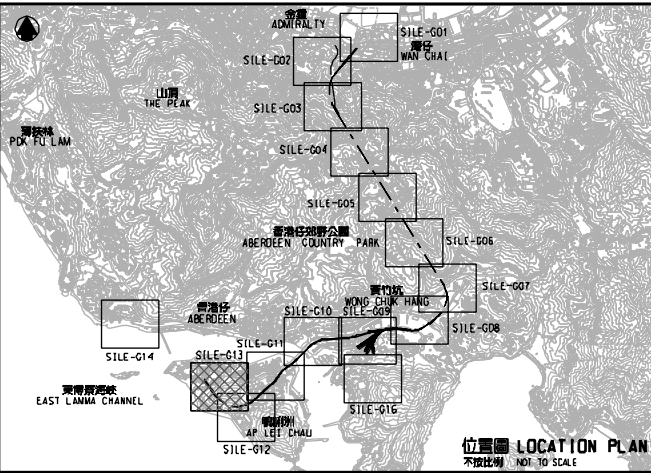 金鐘
ADMIRALTY
SILE-G01
灣仔
WAN CHAI
SILE-G02
山頂
THE PEAK
SILE-G03
薄扶林
POK FU LAM
SILE-G04
SILE-G05
香港仔郊野公園
ABERDEEN COUNTRY PARK
SILE-G06
黃竹坑
WONG CHUK HANG
SILE-G07
香港仔
ABERDEEN
SILE-G10
SILE-G09
SILE-G08
SILE-G11
SILE-G14
SILE-G13
東博寮海峽
EAST LAMMA CHANNEL
SILE-G16
鴨脷洲
AP LEI CHAU
SILE-G12
位置圖 LOCATION PLAN
不按比例 NOT TO SCALE